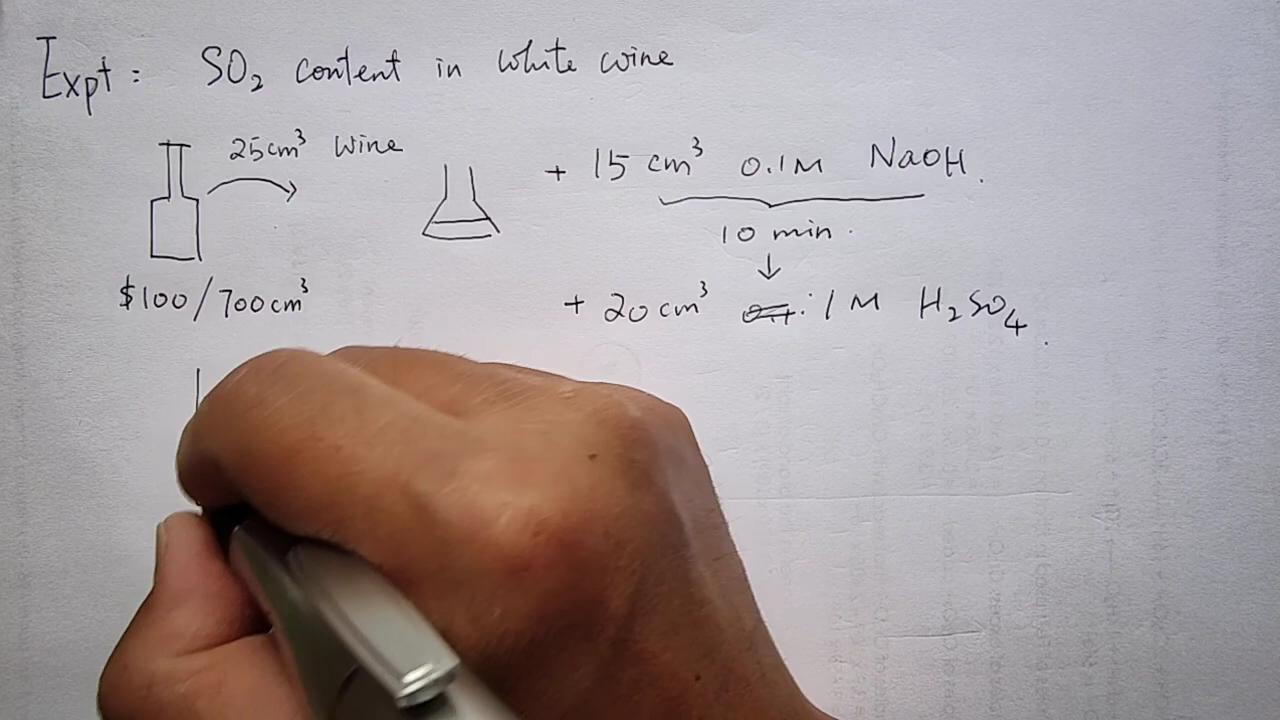 Expt: SO₂ content in white wine
25cm³ Wine + 15 cm³ 0.1M NaOH.
10 min.
$100/700cm³ + 20 cm³ 1M H₂SO₄.